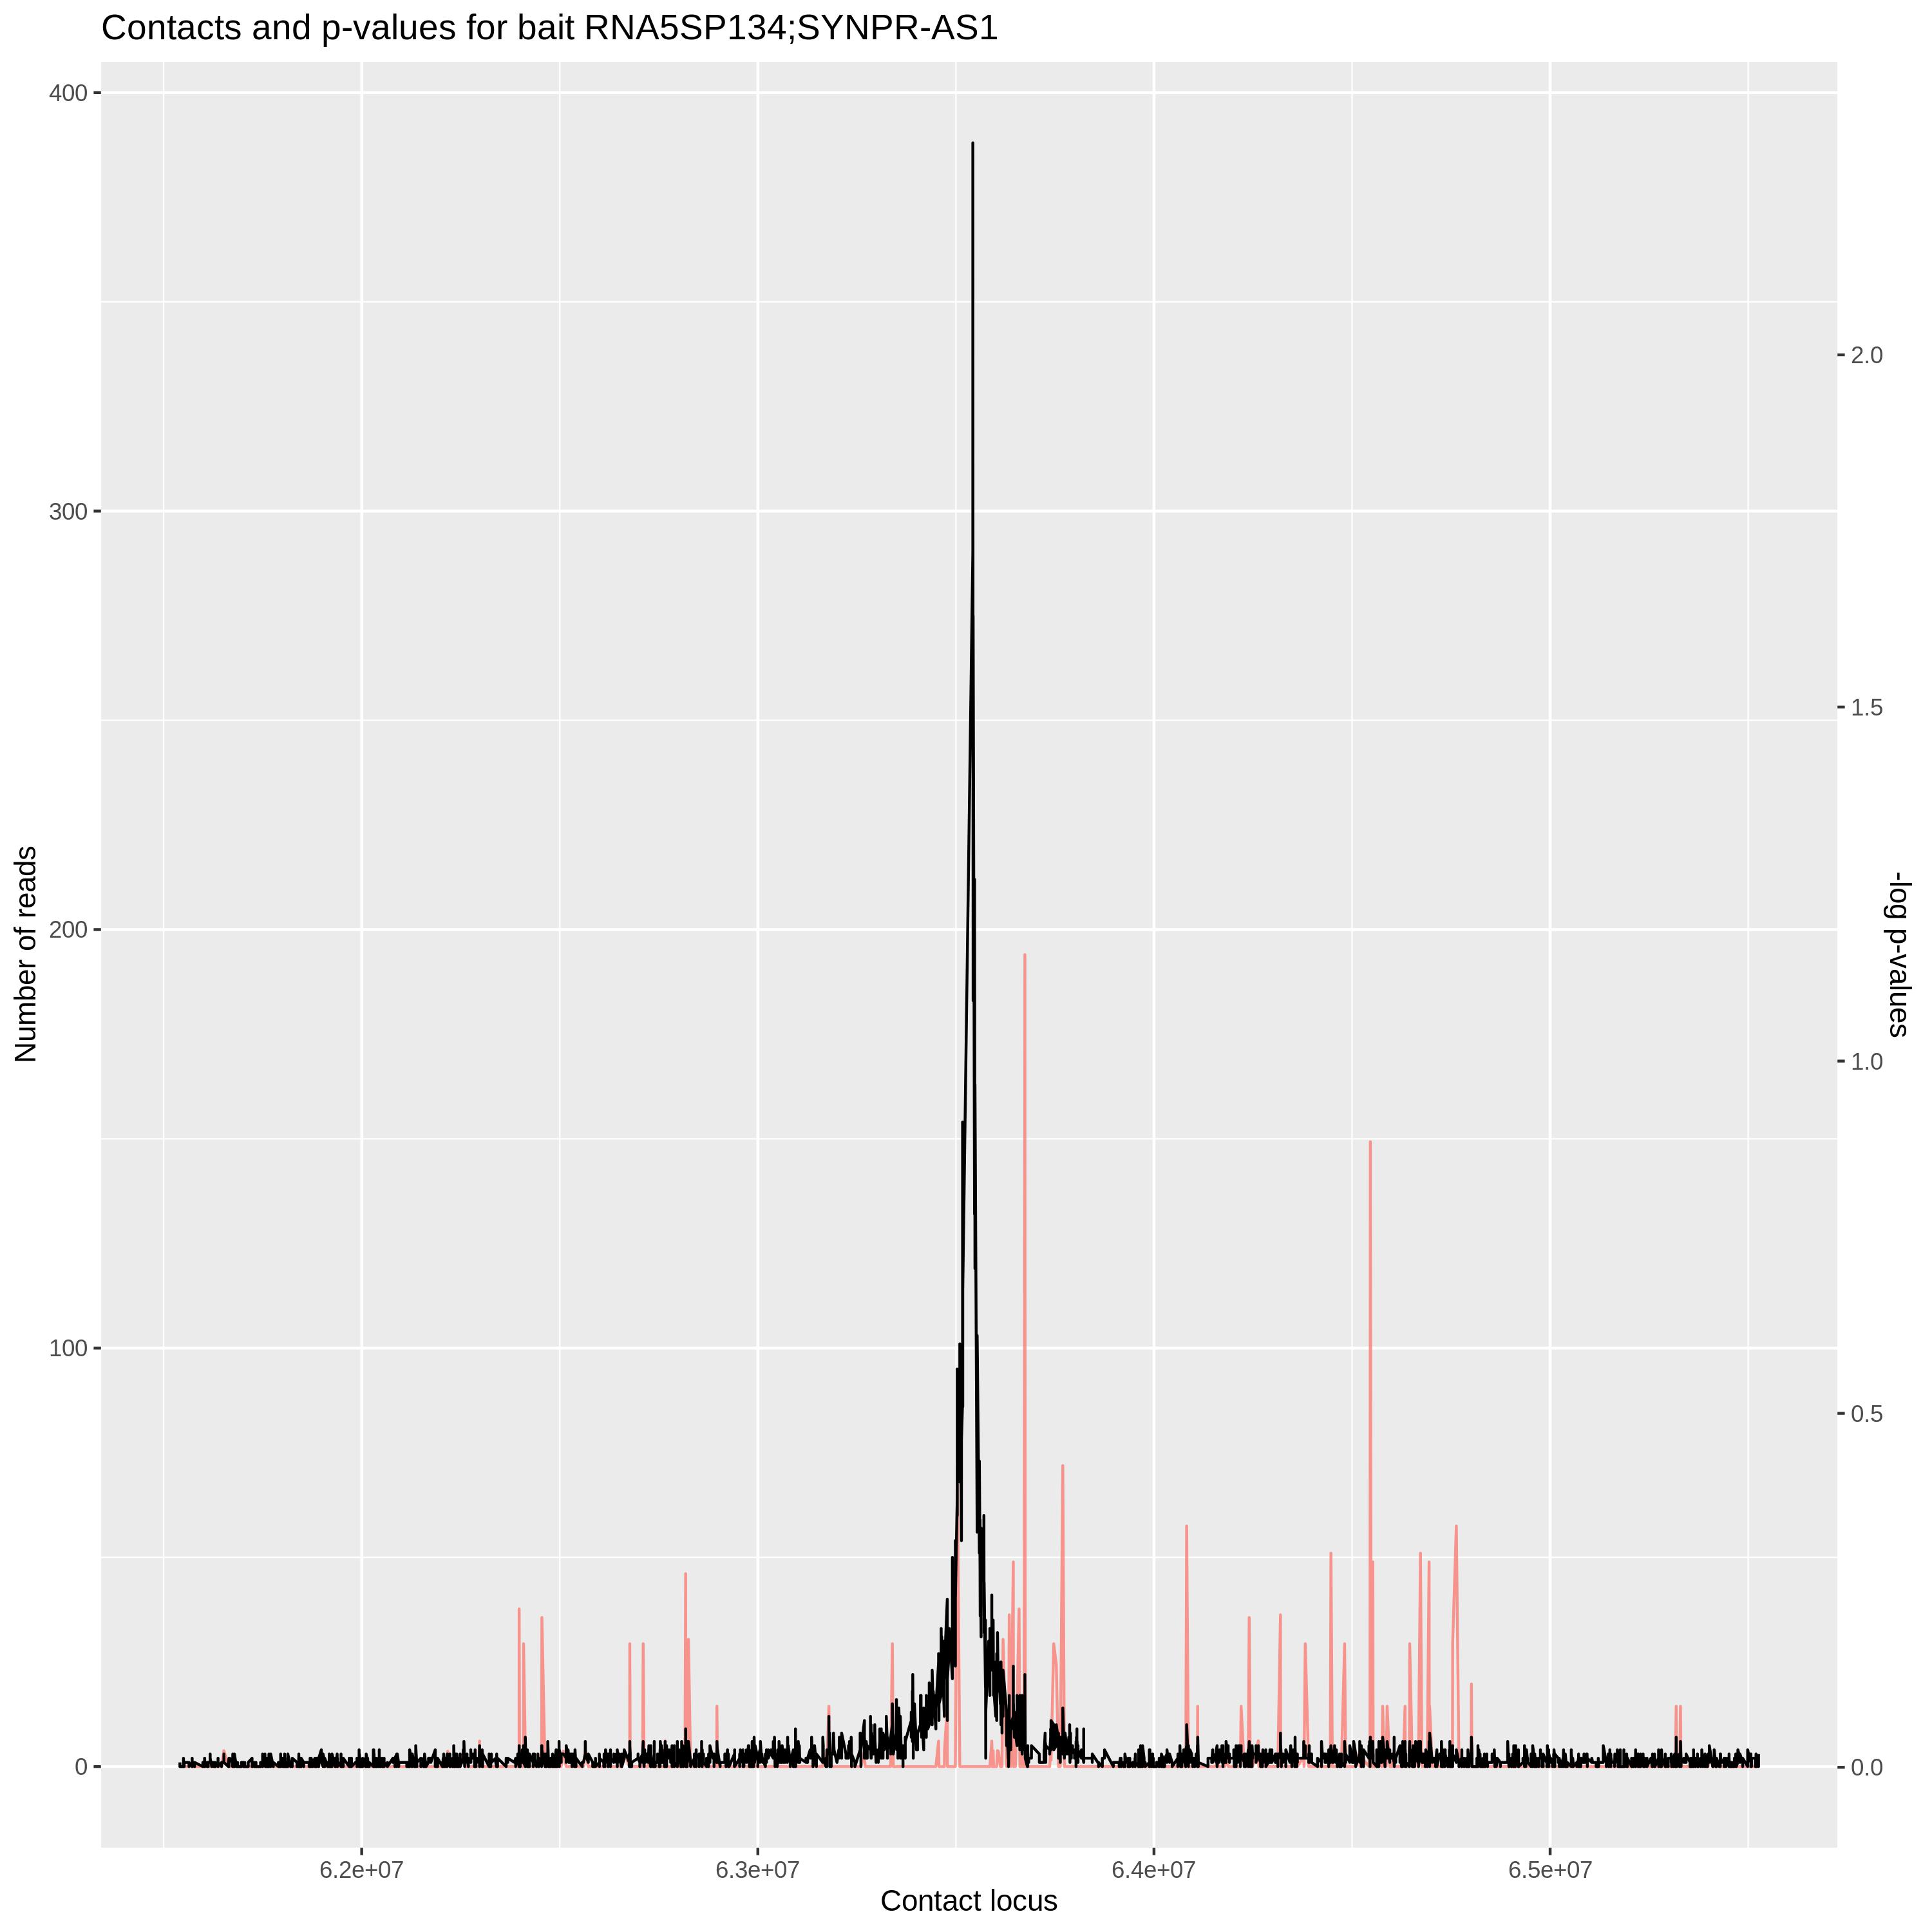 Contacts and p-values for bait RNA5SP134;SYNPR-AS1
400
300
200
100
0
Number of reads
2.0
1.5
1.0
0.5
0.0
-log p-values
6.2e+07 6.3e+07 6.4e+07 6.5e+07
Contact locus